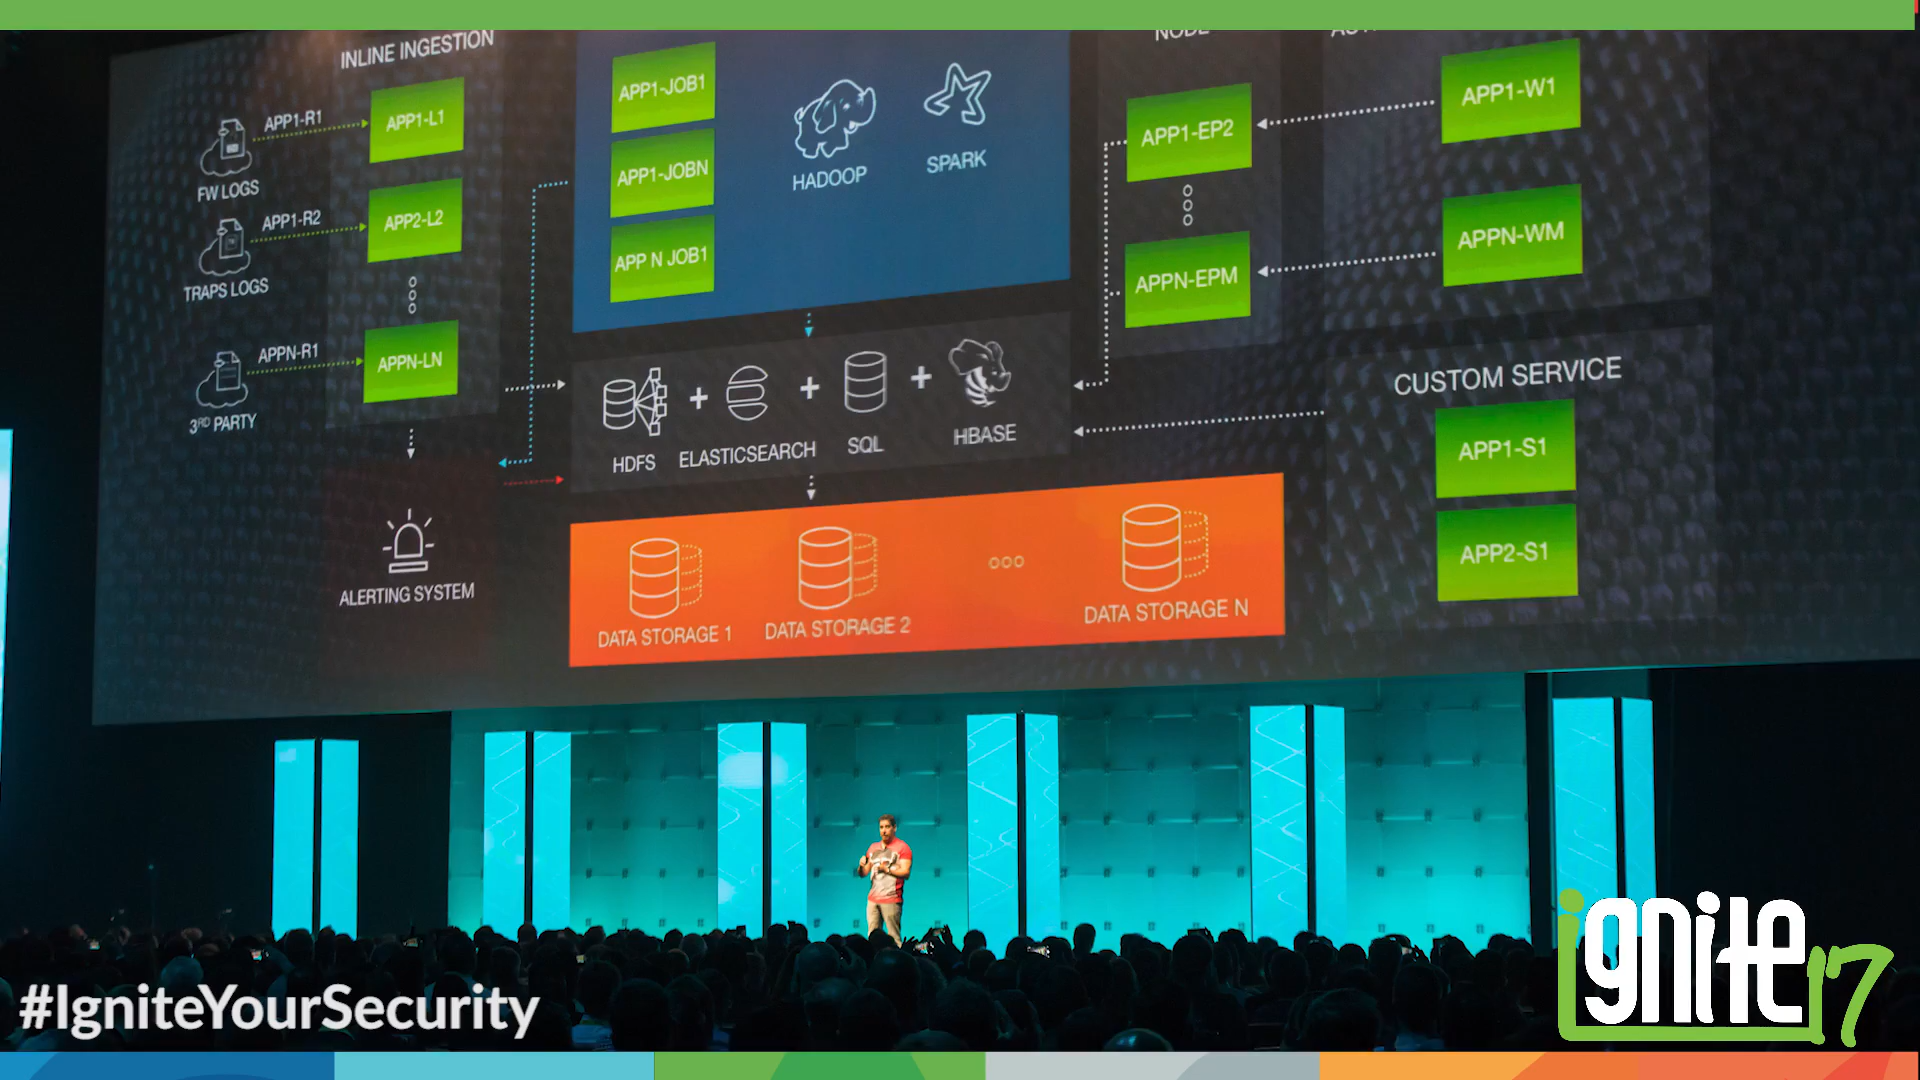 INLINE INGESTION
APP1-R1
APP1-L1
FW LOGS
APP1-R2
APP2-L2
TRAPS LOGS
APPN-R1
APPN-LN
3RD PARTY
ALERTING SYSTEM
APP1-JOB1
APP1-JOBN
APP N JOB1
HADOOP
SPARK
HDFS
+
ELASTICSEARCH
+
SQL
+
HBASE
DATA STORAGE 1
DATA STORAGE 2
DATA STORAGE N
NODE
APP1-EP2
APPN-EPM
APP1-W1
APPN-WM
CUSTOM SERVICE
APP1-S1
APP2-S1
#IgniteYourSecurity
ignite17